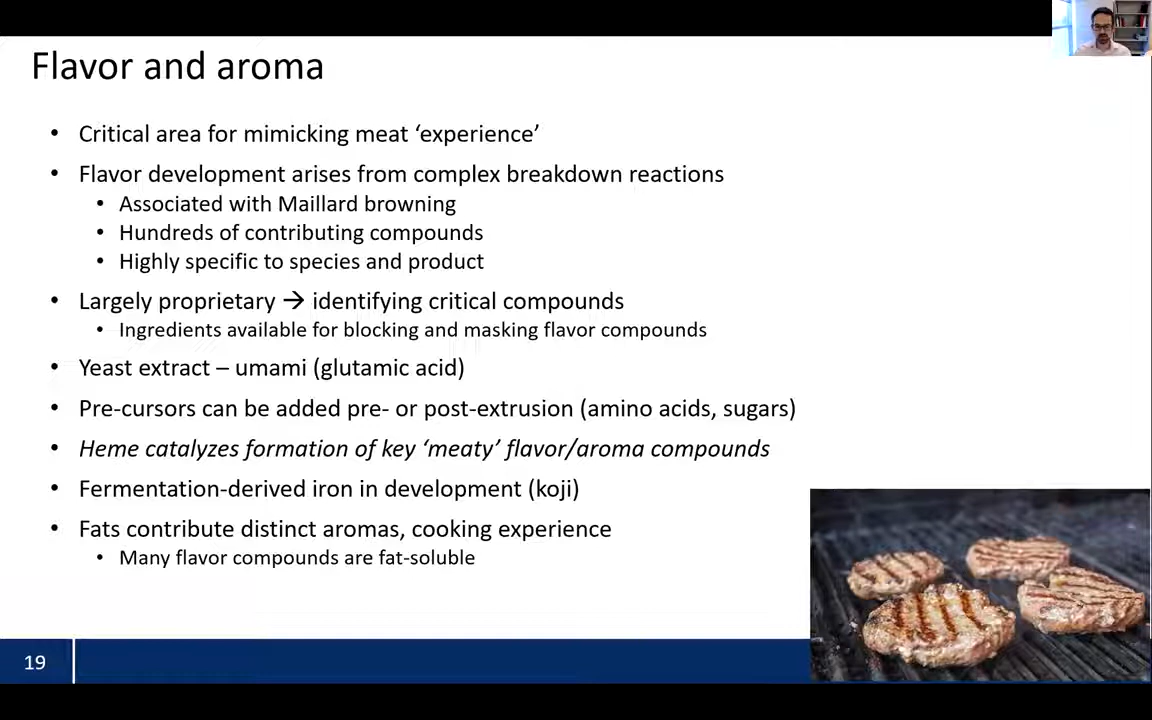 Flavor and aroma
• Critical area for mimicking meat ‘experience’
• Flavor development arises from complex breakdown reactions
• Associated with Maillard browning
• Hundreds of contributing compounds
• Highly specific to species and product
• Largely proprietary → identifying critical compounds
• Ingredients available for blocking and masking flavor compounds
• Yeast extract – umami (glutamic acid)
• Pre-cursors can be added pre- or post-extrusion (amino acids, sugars)
• Heme catalyzes formation of key ‘meaty’ flavor/aroma compounds
• Fermentation-derived iron in development (koji)
• Fats contribute distinct aromas, cooking experience
• Many flavor compounds are fat-soluble
19